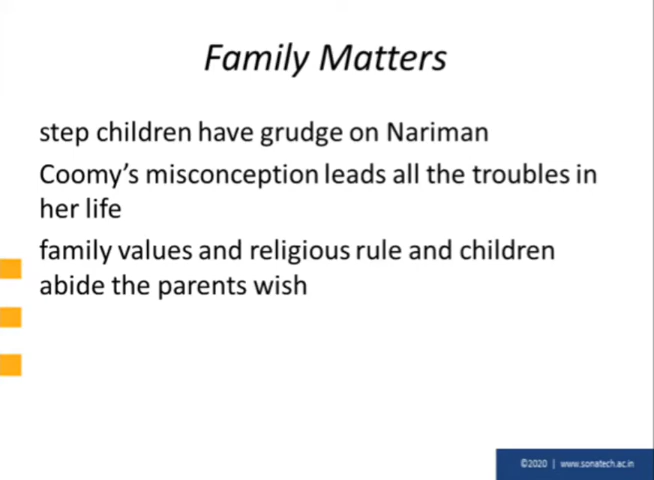 Family Matters
step children have grudge on Nariman
Coomy's misconception leads all the troubles in
her life
family values and religious rule and children
abide the parents wish
©2020 | www.sonatech.ac.in